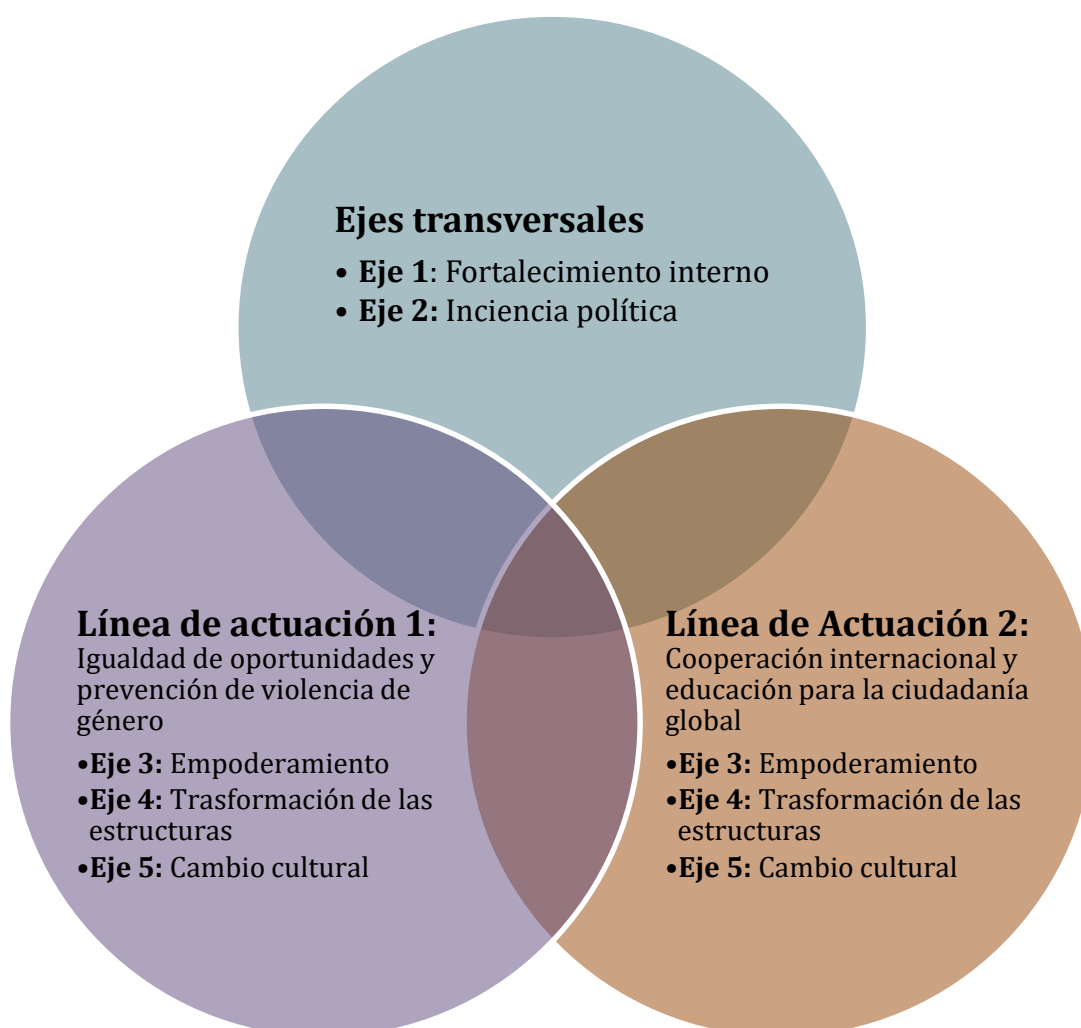 Ejes transversales
• Eje 1: Fortalecimiento interno
• Eje 2: Inciencia política
Línea de actuación 1:
Igualdad de oportunidades y
prevención de violencia de
género
•Eje 3: Empoderamiento
•Eje 4: Trasformación de las
estructuras
•Eje 5: Cambio cultural
Línea de Actuación 2:
Cooperación internacional y
educación para la ciudadanía
global
•Eje 3: Empoderamiento
•Eje 4: Trasformación de las
estructuras
•Eje 5: Cambio cultural